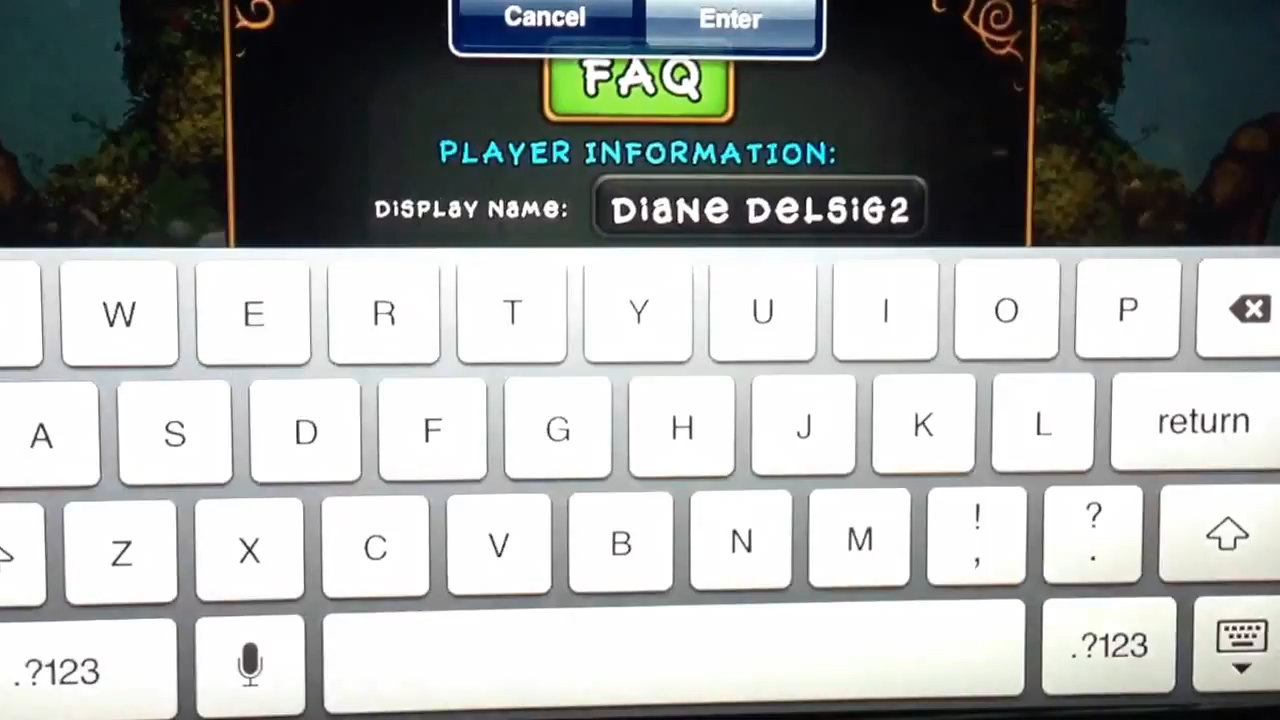 Cancel Enter
FAQ
PLAYER INFORMATION:
DISPLAY NAME: DIANE DELSIG2
W E R T Y U I O P
A S D F G H J K L return
Z X C V B N M ! , ? .
.?123 .?123